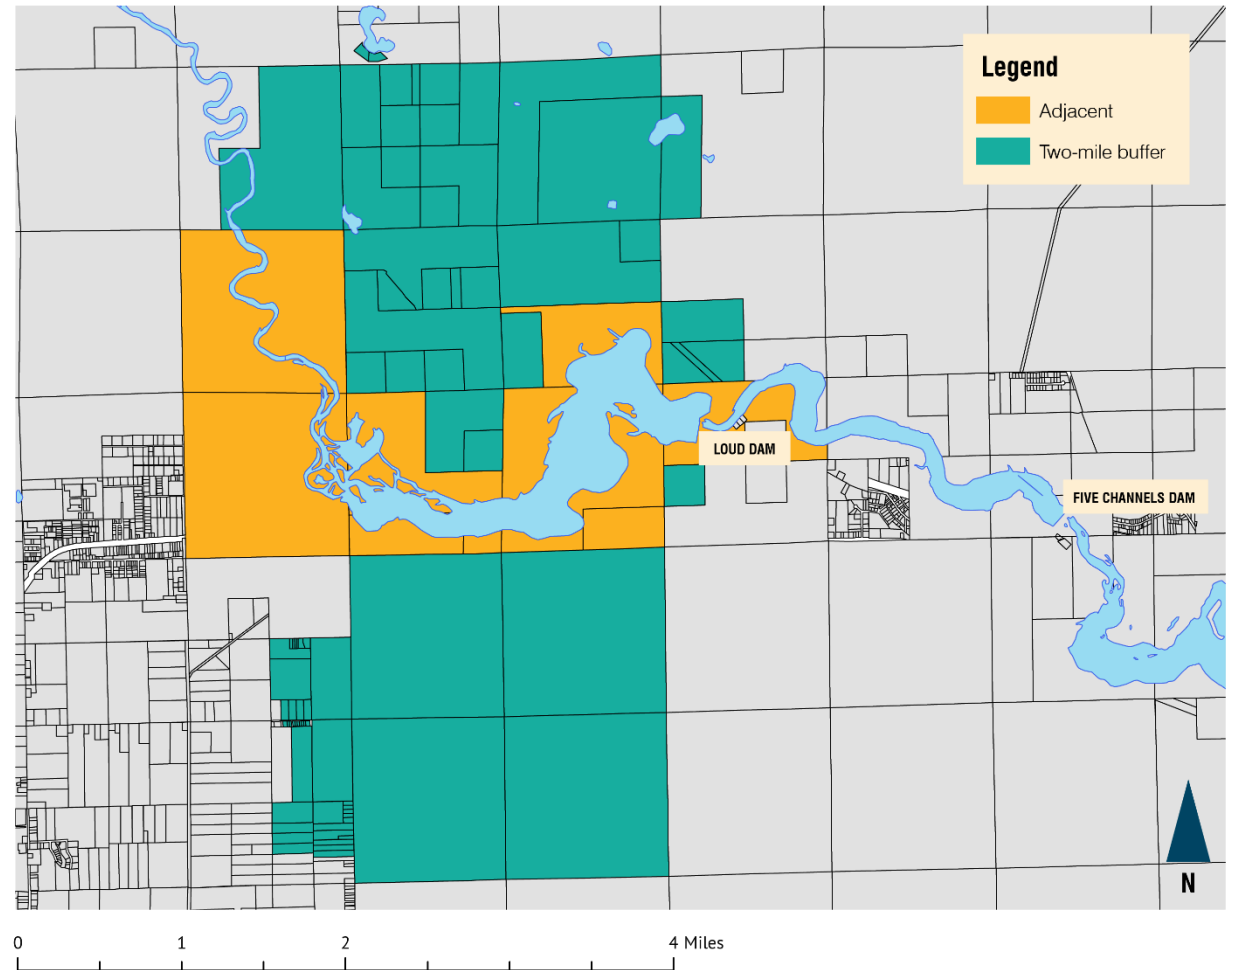 Legend
Adjacent
Two-mile buffer
LOUD DAM
FIVE CHANNELS DAM
N
0 1 2 4 Miles